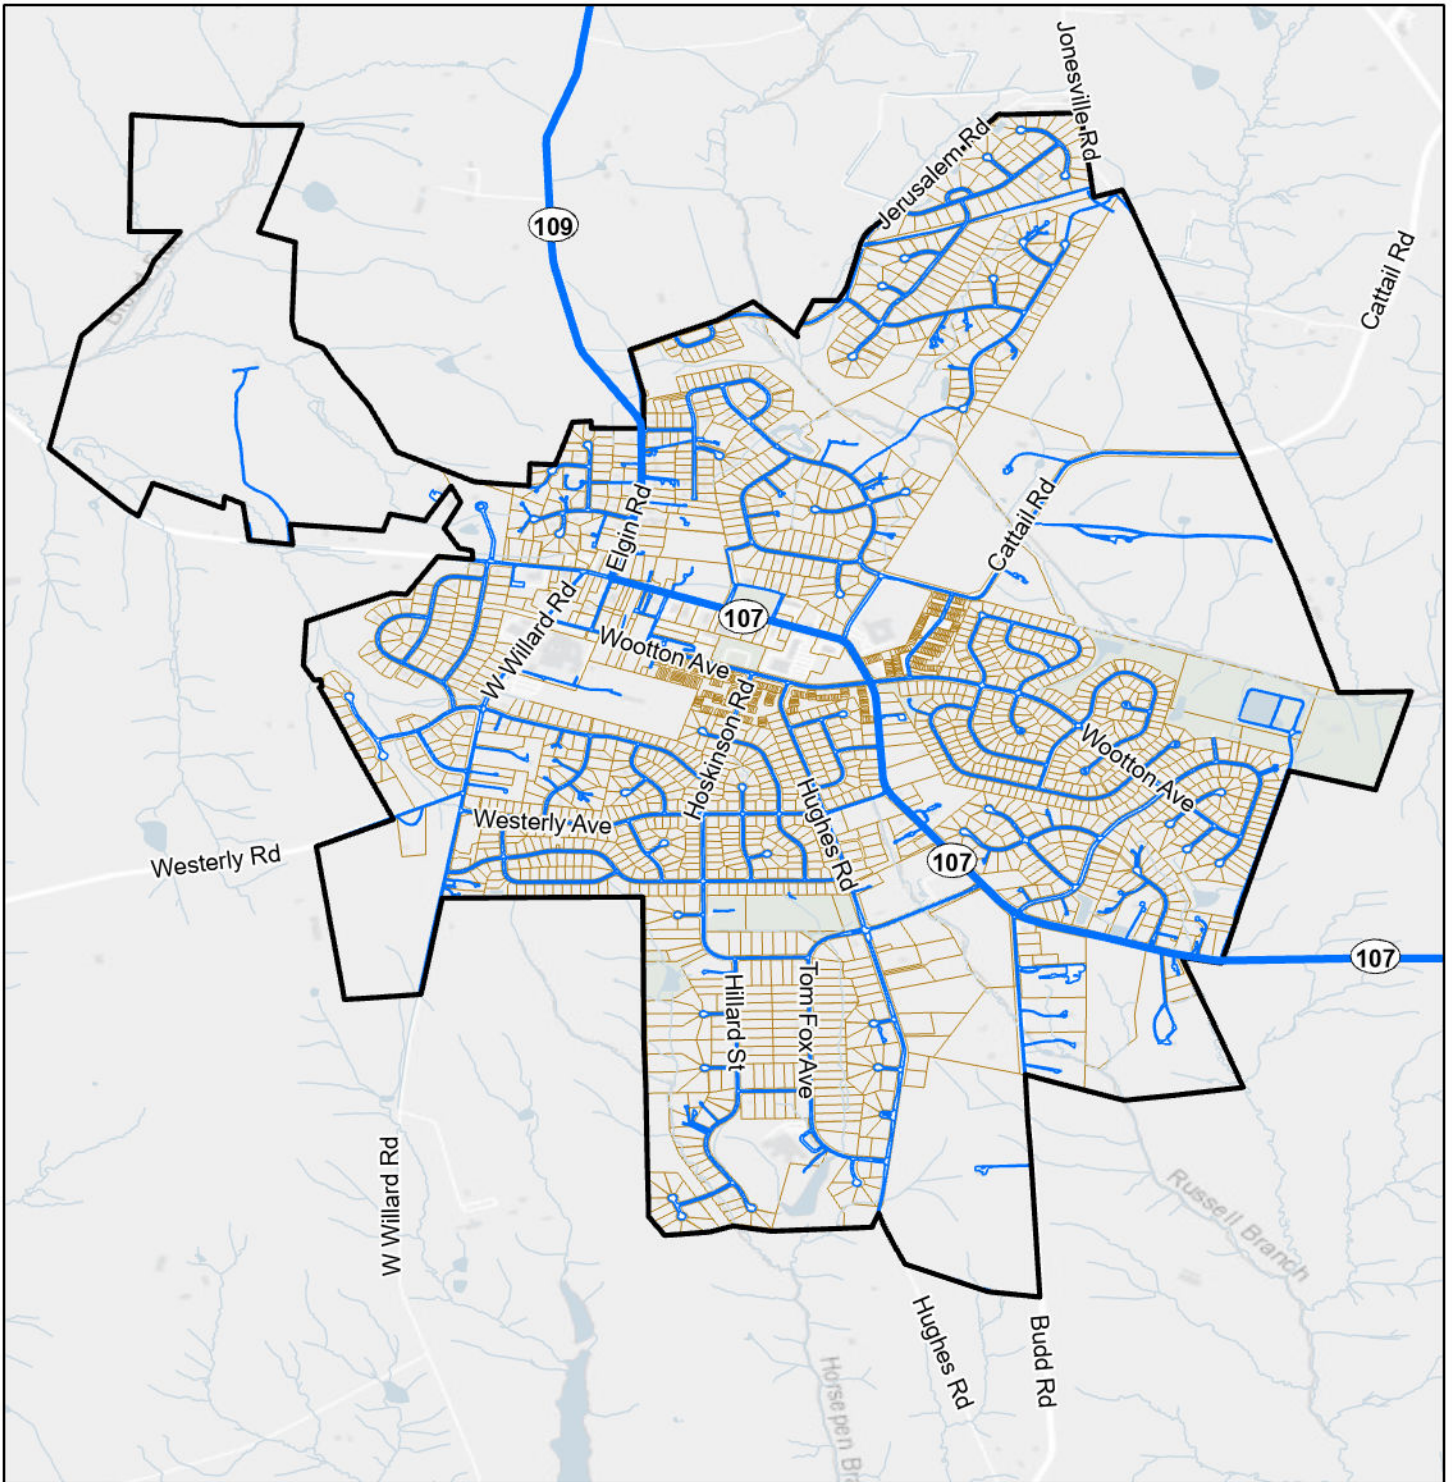 Jonesville Rd
Jerusalem Rd
109
Cattail Rd
Elgin Rd
Cattail Rd
107
W Willard Rd
Wootton Ave
Hoskinson Rd
Wootton Ave
Hughes Rd
Westerly Ave
Westerly Rd
107
107
Hillard St
Tom Fox Ave
W Willard Rd
Russell Branch
Hughes Rd
Budd Rd
Horsepen Br